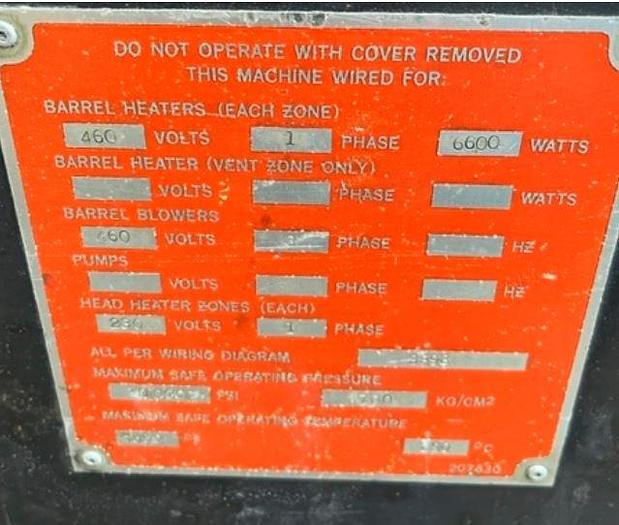 DO NOT OPERATE WITH COVER REMOVED
THIS MACHINE WIRED FOR:
BARREL HEATERS (EACH ZONE)
460 VOLTS 1 PHASE 6600 WATTS
BARREL HEATER (VENT ZONE ONLY)
VOLTS PHASE WATTS
BARREL BLOWERS
460 VOLTS PHASE HZ
PUMPS
VOLTS PHASE HZ
HEAD HEATER ZONES (EACH)
230 VOLTS 1 PHASE
ALL PER WIRING DIAGRAM
MAXIMUM SAFE OPERATING PRESSURE
PSI KG/CM2
MAXIMUM SAFE OPERATING TEMPERATURE
°F °C